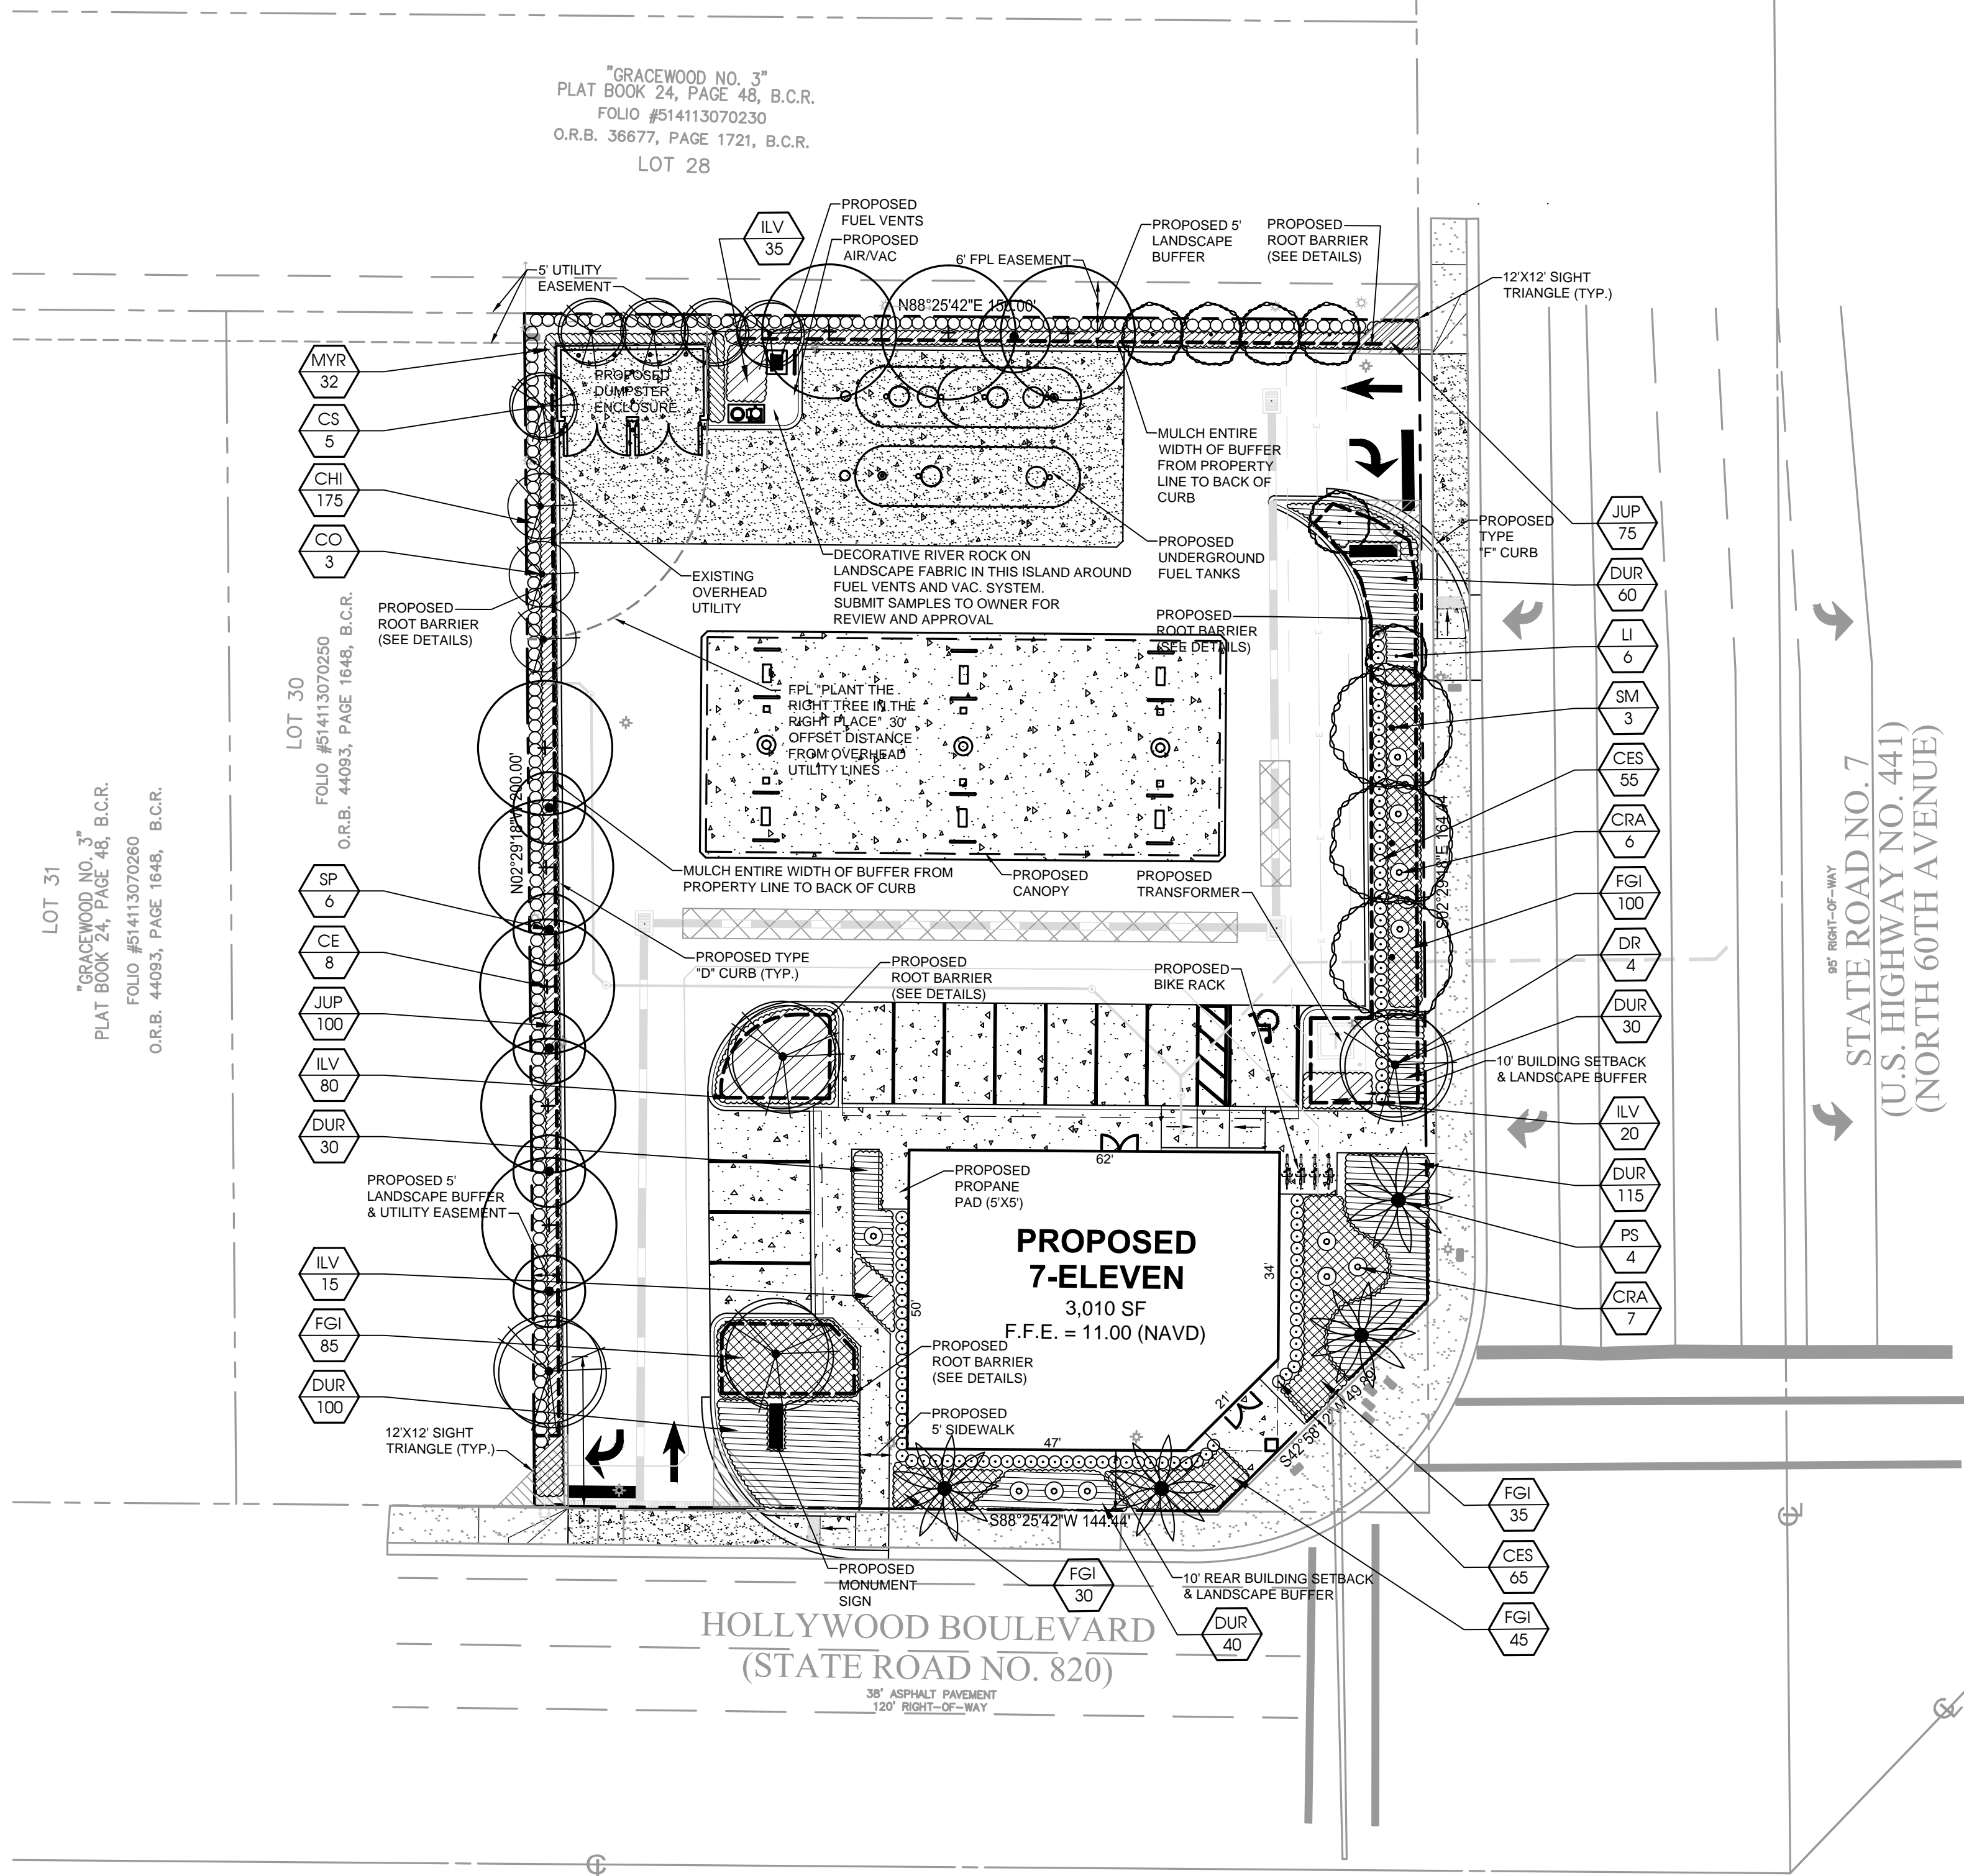 "GRACEWOOD NO. 3"
PLAT BOOK 24, PAGE 48, B.C.R.
FOLIO #514113070230
O.R.B. 36677, PAGE 1721, B.C.R.
LOT 28
ILV
35
PROPOSED
FUEL VENTS
PROPOSED
AIR/VAC
6' FPL EASEMENT
PROPOSED 5'
LANDSCAPE
BUFFER
PROPOSED
ROOT BARRIER
(SEE DETAILS)
5' UTILITY
EASEMENT
12'X12' SIGHT
TRIANGLE (TYP.)
MYR
32
CS
5
CHI
175
CO
3
PROPOSED
DUMPSTER
ENCLOSURE
MULCH ENTIRE
WIDTH OF BUFFER
FROM PROPERTY
LINE TO BACK OF
CURB
PROPOSED
UNDERGROUND
FUEL TANKS
PROPOSED
TYPE
"F" CURB
JUP
75
DUR
60
LI
6
SM
3
CES
55
CRA
6
FGI
100
DR
4
DUR
30
ILV
20
DUR
115
PS
4
CRA
7
DECORATIVE RIVER ROCK ON
LANDSCAPE FABRIC IN THIS ISLAND AROUND
FUEL VENTS AND VAC. SYSTEM.
SUBMIT SAMPLES TO OWNER FOR
REVIEW AND APPROVAL
EXISTING
OVERHEAD
UTILITY
PROPOSED
ROOT BARRIER
(SEE DETAILS)
PROPOSED
ROOT BARRIER
(SEE DETAILS)
FPL "PLANT THE
RIGHT TREE IN THE
RIGHT PLACE" 30'
OFFSET DISTANCE
FROM OVERHEAD
UTILITY LINES
LOT 30
FOLIO #514113070250
O.R.B. 44093, PAGE 1648, B.C.R.
N02°29'18"W 200.00'
LOT 31
"GRACEWOOD NO. 3"
PLAT BOOK 24, PAGE 48, B.C.R.
FOLIO #514113070260
O.R.B. 44093, PAGE 1648, B.C.R.
S02°29'18"E 164.44'
95' RIGHT-OF-WAY
STATE ROAD NO. 7
(U.S. HIGHWAY NO. 441)
(NORTH 60TH AVENUE)
MULCH ENTIRE WIDTH OF BUFFER FROM
PROPERTY LINE TO BACK OF CURB
PROPOSED
CANOPY
PROPOSED
TRANSFORMER
SP
6
CE
8
JUP
100
ILV
80
DUR
30
PROPOSED TYPE
"D" CURB (TYP.)
PROPOSED
ROOT BARRIER
(SEE DETAILS)
PROPOSED
BIKE RACK
10' BUILDING SETBACK
& LANDSCAPE BUFFER
PROPOSED 5'
LANDSCAPE BUFFER
& UTILITY EASEMENT
PROPOSED
PROPANE
PAD (5'X5')
62'
PROPOSED
7-ELEVEN
3,010 SF
F.F.E. = 11.00 (NAVD)
34'
50'
21'
47'
ILV
15
FGI
85
DUR
100
PROPOSED
ROOT BARRIER
(SEE DETAILS)
PROPOSED
5' SIDEWALK
12'X12' SIGHT
TRIANGLE (TYP.)
S88°25'42"W 144.44'
PROPOSED
MONUMENT
SIGN
FGI
30
10' REAR BUILDING SETBACK
& LANDSCAPE BUFFER
DUR
40
FGI
35
CES
65
FGI
45
HOLLYWOOD BOULEVARD
(STATE ROAD NO. 820)
38' ASPHALT PAVEMENT
120' RIGHT-OF-WAY